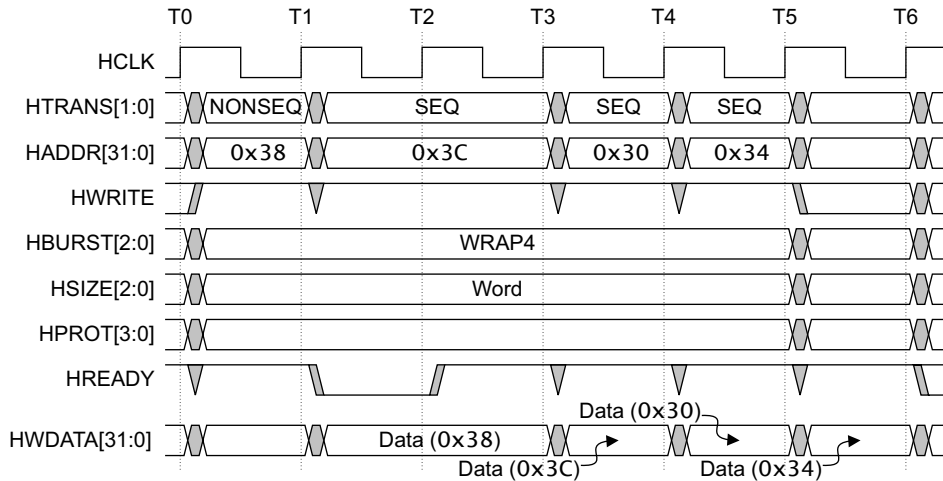 T0 T1 T2 T3 T4 T5 T6
HCLK
HTRANS[1:0] NONSEQ SEQ SEQ SEQ
HADDR[31:0] 0x38 0x3C 0x30 0x34
HWRITE
HBURST[2:0] WRAP4
HSIZE[2:0] Word
HPROT[3:0]
HREADY
Data (0x30)
HWDATA[31:0] Data (0x38)
Data (0x3C) Data (0x34)